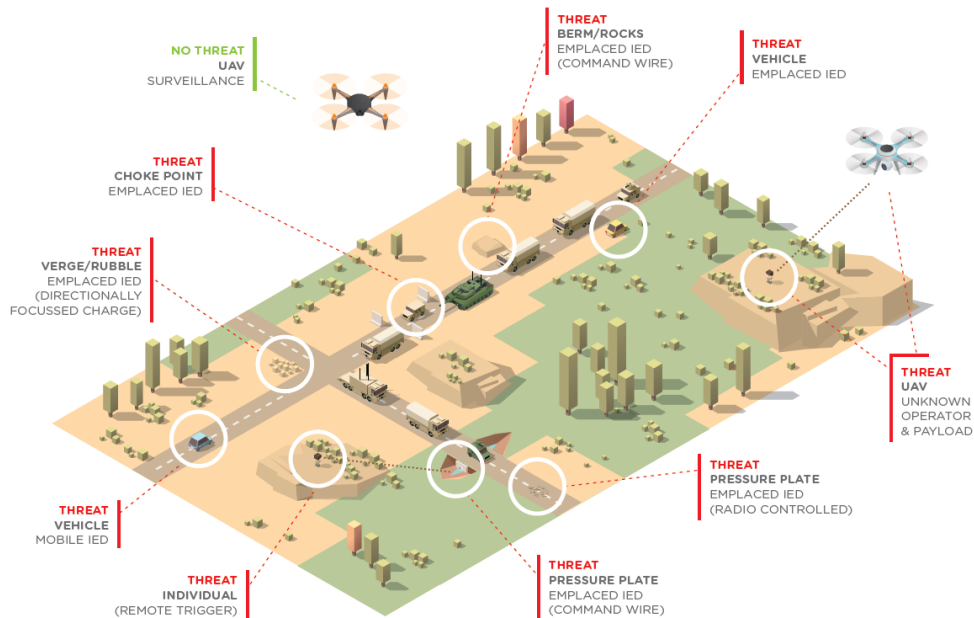 THREAT
BERM/ROCKS
EMPLACED IED
(COMMAND WIRE)
THREAT
VEHICLE
EMPLACED IED
NO THREAT
UAV
SURVEILLANCE
THREAT
CHOKE POINT
EMPLACED IED
THREAT
VERGE/RUBBLE
EMPLACED IED
(DIRECTIONALLY
FOCUSSED CHARGE)
THREAT
UAV
UNKNOWN
OPERATOR
& PAYLOAD
THREAT
PRESSURE PLATE
EMPLACED IED
(RADIO CONTROLLED)
THREAT
VEHICLE
MOBILE IED
THREAT
INDIVIDUAL
(REMOTE TRIGGER)
THREAT
PRESSURE PLATE
EMPLACED IED
(COMMAND WIRE)